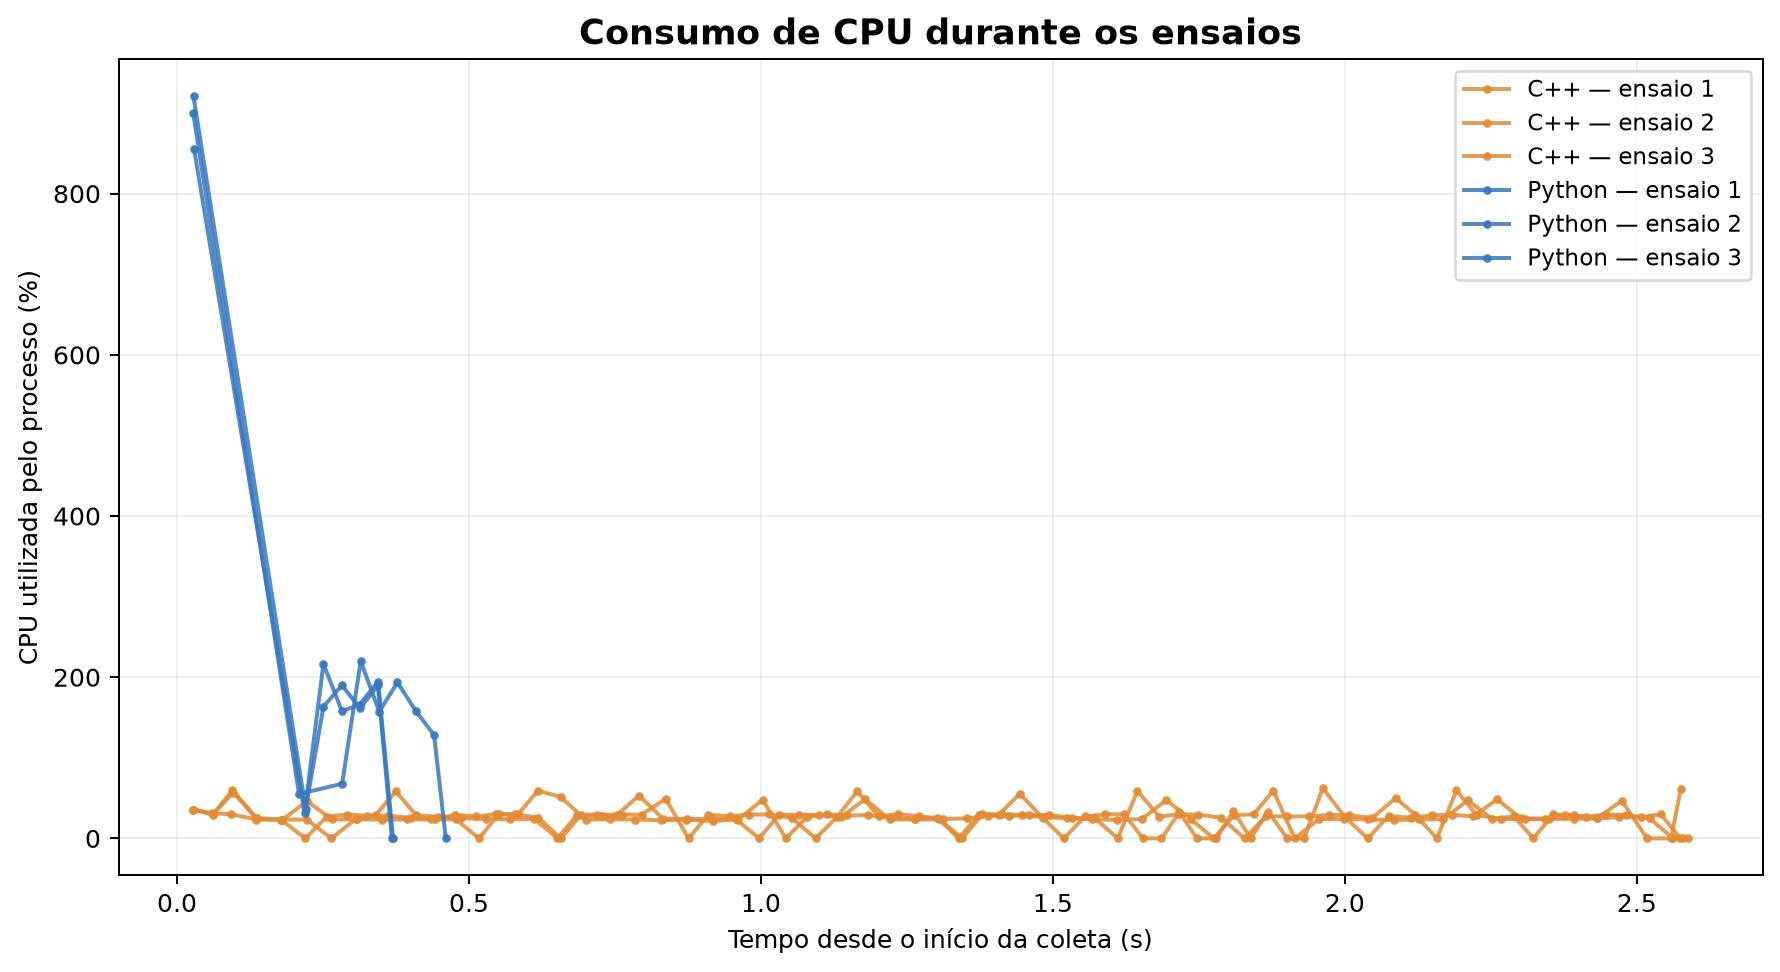 Consumo de CPU durante os ensaios
C++ — ensaio 1
C++ — ensaio 2
C++ — ensaio 3
Python — ensaio 1
Python — ensaio 2
Python — ensaio 3
CPU utilizada pelo processo (%)
800
600
400
200
0
0.0 0.5 1.0 1.5 2.0 2.5
Tempo desde o início da coleta (s)